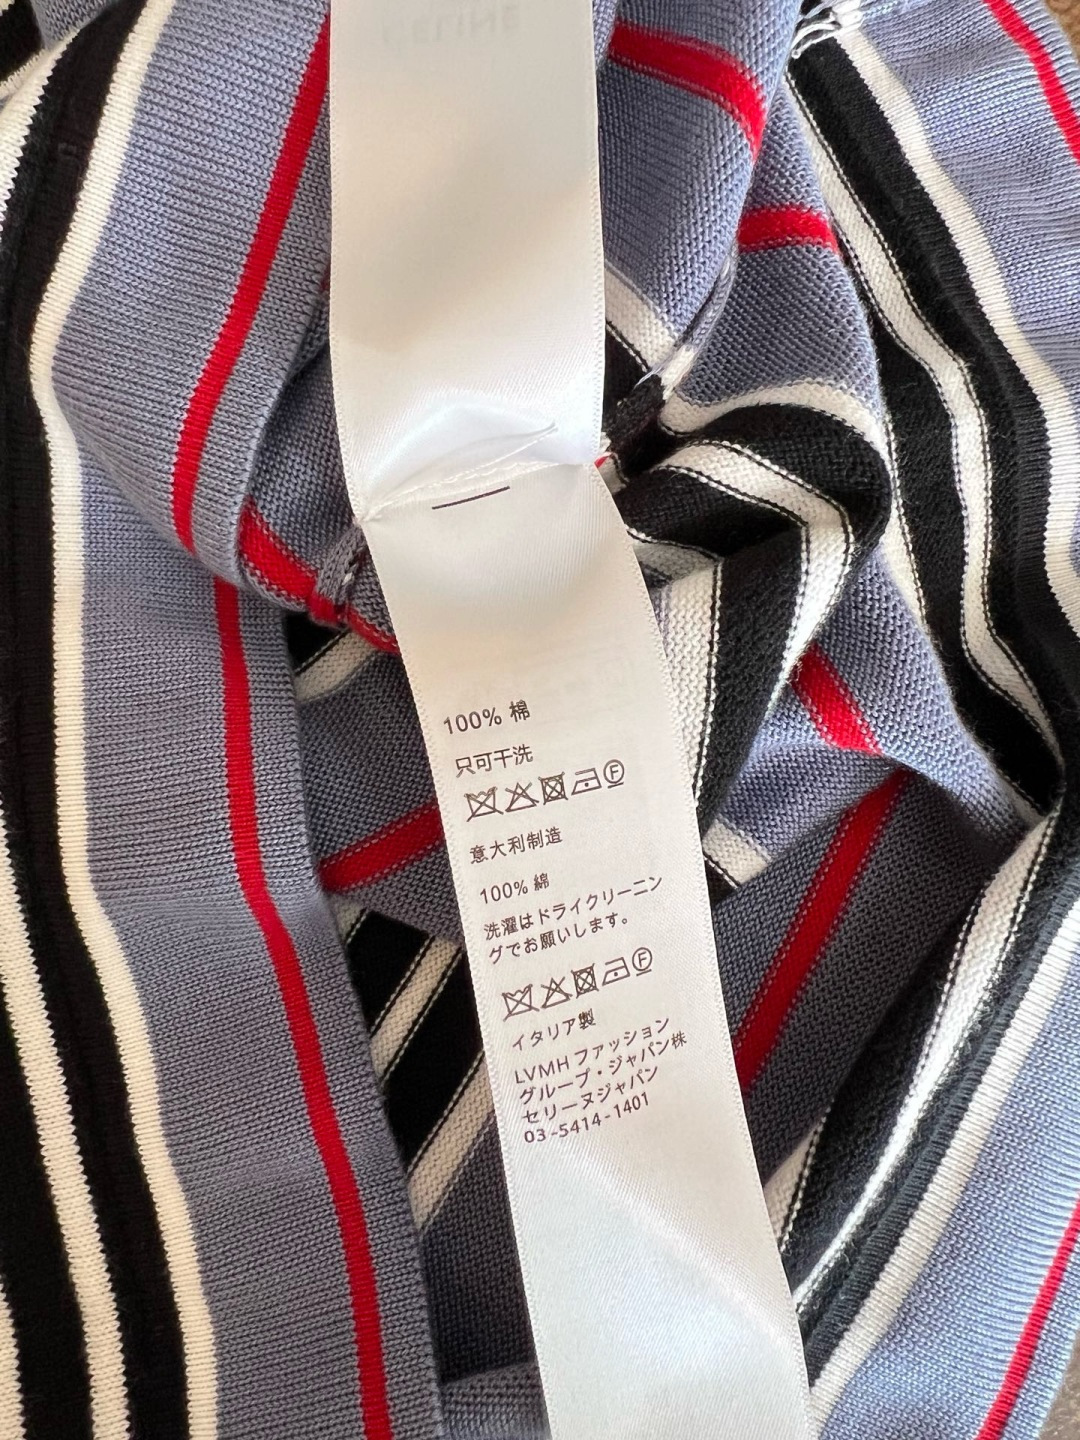 100% 棉
只可干洗
意大利制造
100% 綿
洗濯はドライクリーニン
グでお願いします。
イタリア製
LVMH ファッション
グループ・ジャパン株
セリーヌジャパン
03-5414-1401